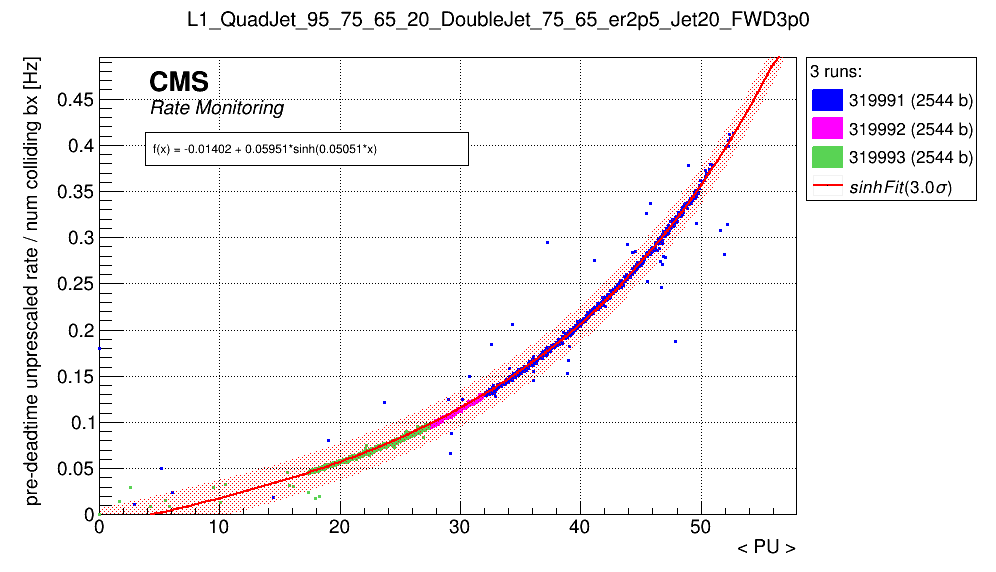 L1_QuadJet_95_75_65_20_DoubleJet_75_65_er2p5_Jet20_FWD3p0
pre-deadtime unprescaled rate / num colliding bx [Hz]
CMS
Rate Monitoring
f(x) = -0.01402 + 0.05951*sinh(0.05051*x)
0.45
0.4
0.35
0.3
0.25
0.2
0.15
0.1
0.05
0
0 10 20 30 40 50
< PU >
3 runs:
319991 (2544 b)
319992 (2544 b)
319993 (2544 b)
sinhFit(3.0σ)